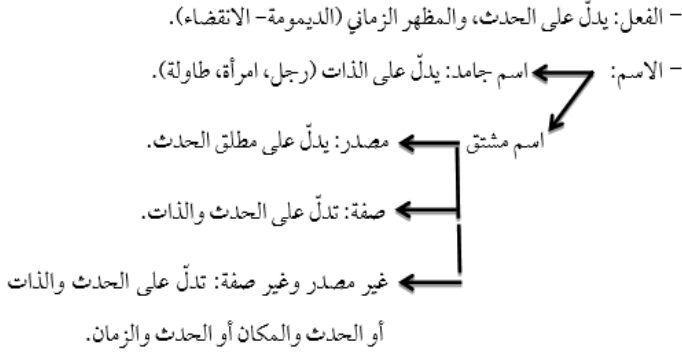 – الفعل: يدلّ على الحدث، والمظهر الزماني (الديمومة– الانقضاء).
– الاسم: اسم جامد: يدلّ على الذات (رجل، امرأة، طاولة).
اسم مشتق مصدر: يدلّ على مطلق الحدث.
صفة: تدلّ على الحدث والذات.
غير مصدر وغير صفة: تدلّ على الحدث والذات
أو الحدث والمكان أو الحدث والزمان.